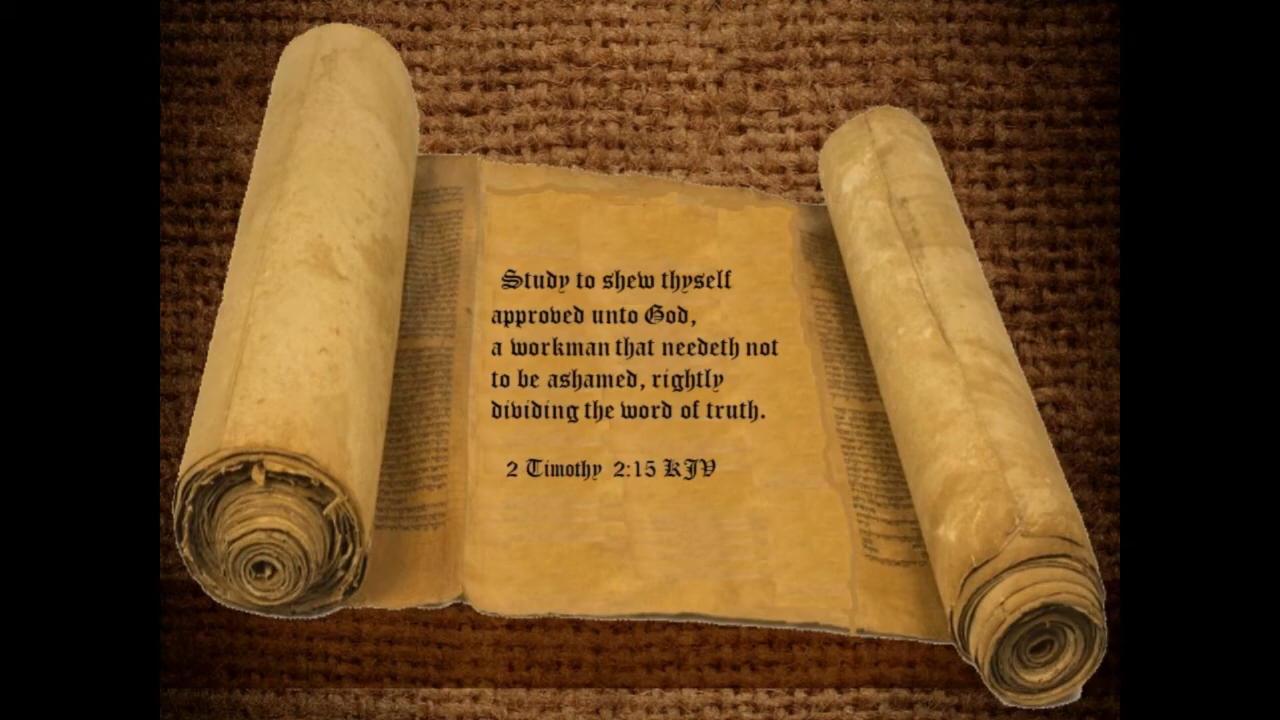 Study to shew thyself
approved unto God,
a workman that needeth not
to be ashamed, rightly
dividing the word of truth.
2 Timothy 2:15 KJV